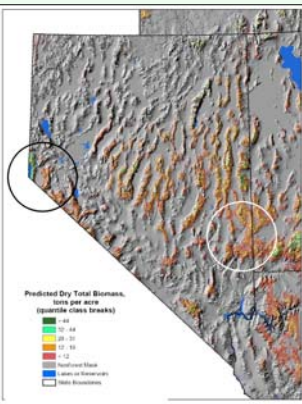 Predicted Dry Total Biomass,
tons per acre
(quantile class breaks)
> 44
32 - 44
20 - 31
12 - 19
< 12
Nonforest Mask
Lakes or Reservoirs
State Boundaries